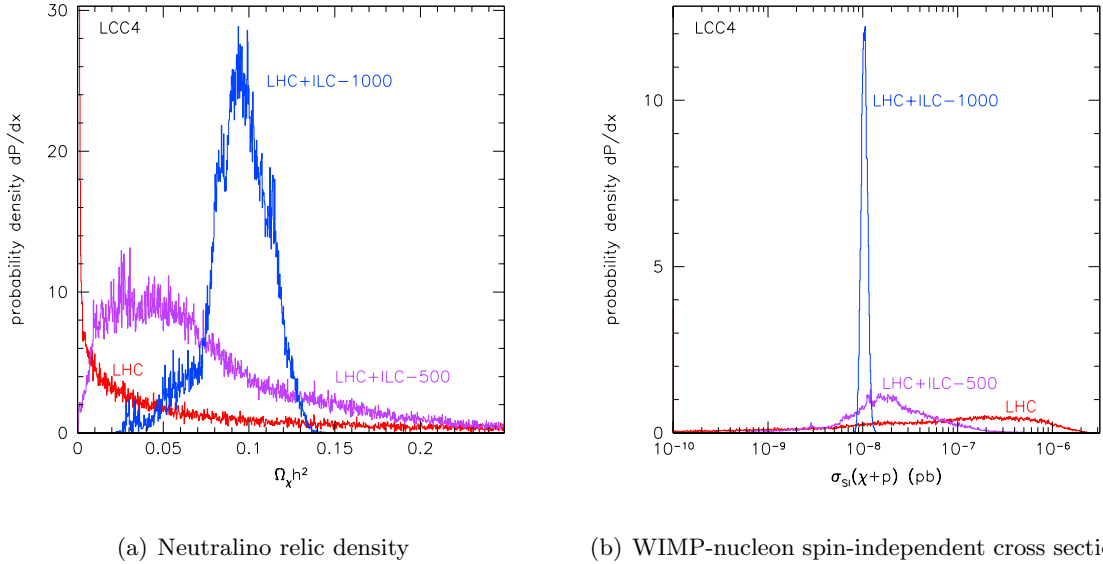 LCC4
LHC+ILC−1000
LHC
LHC+ILC−500
probability density dP/dx
30
20
10
0
0 0.05 0.1 0.15 0.2
Ωχh²
(a) Neutralino relic density
LCC4
LHC+ILC−1000
LHC+ILC−500
LHC
probability density dP/dx
10
5
0
10⁻¹⁰ 10⁻⁹ 10⁻⁸ 10⁻⁷ 10⁻⁶
σSI(χ+p) (pb)
(b) WIMP-nucleon spin-independent cross secti